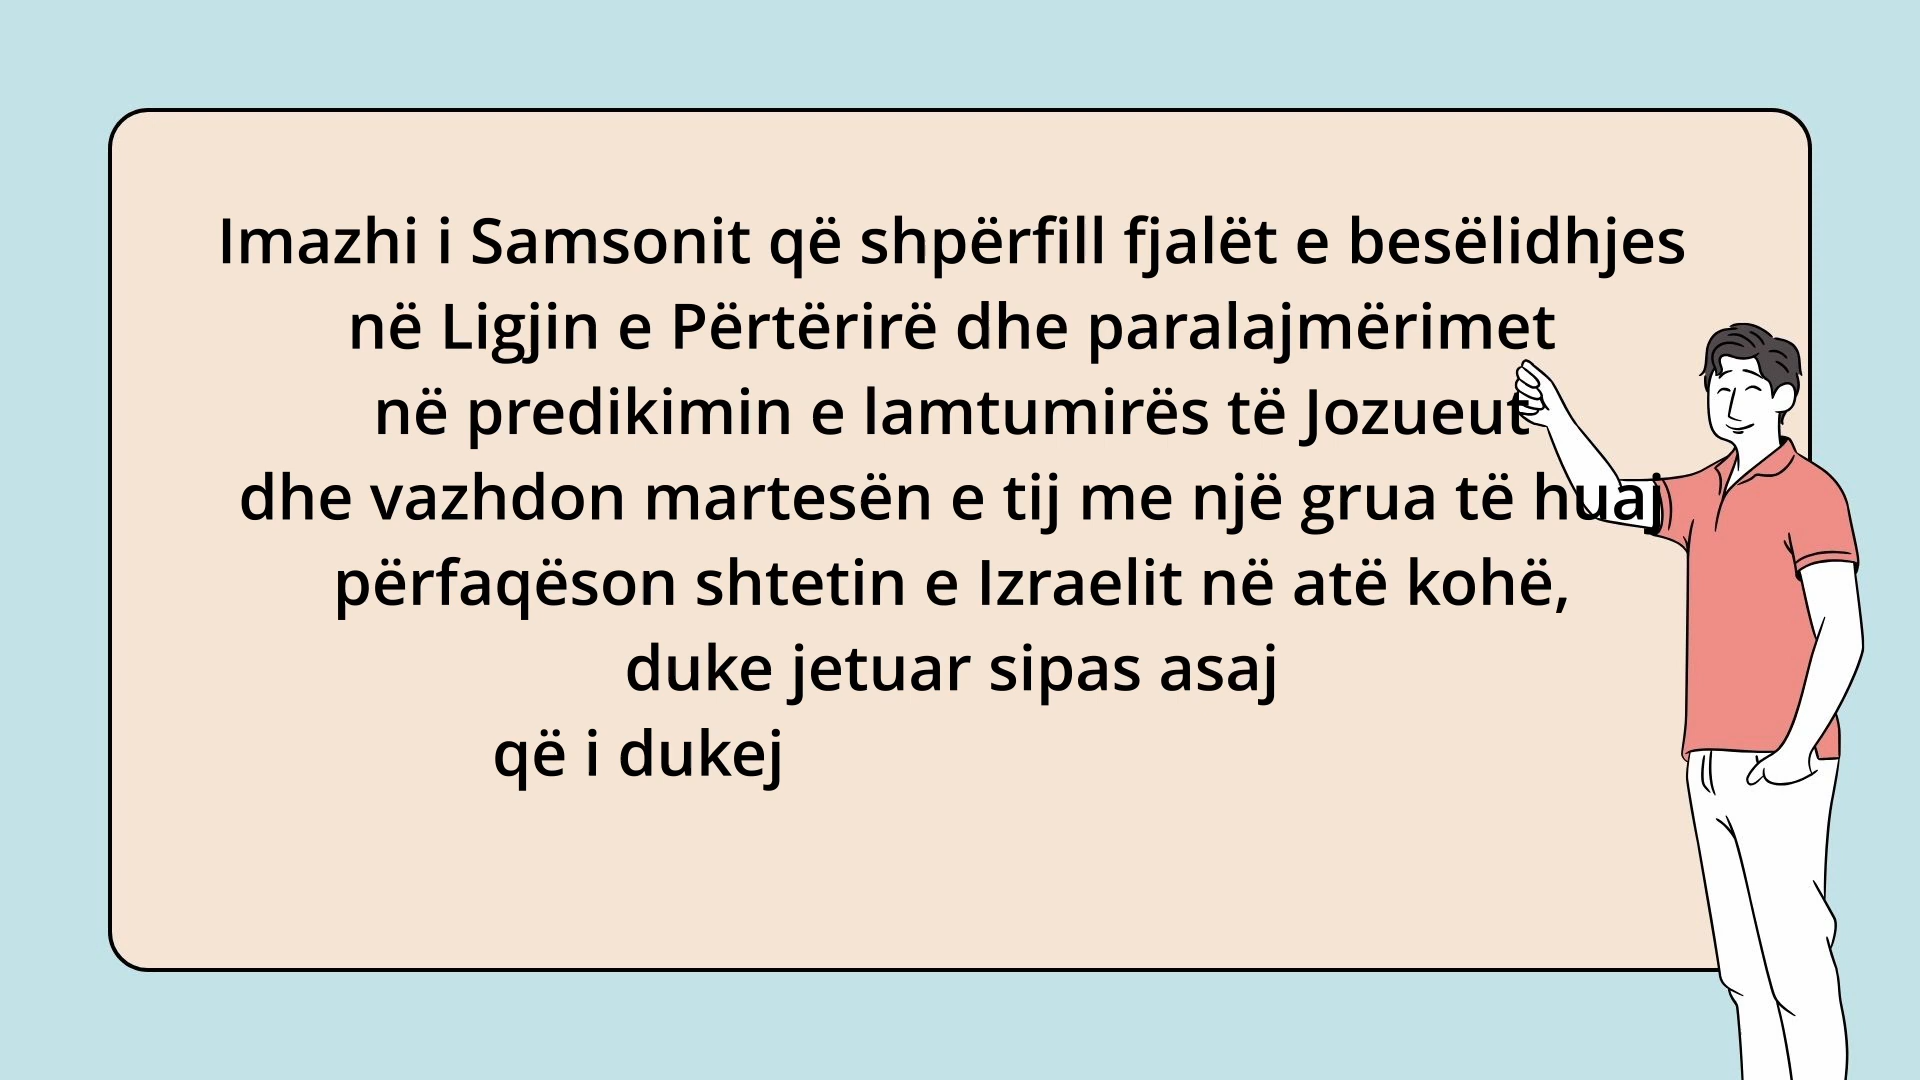 Imazhi i Samsonit që shpërfill fjalët e besëlidhjes
në Ligjin e Përtërirë dhe paralajmërimet
në predikimin e lamtumirës të Jozueut
dhe vazhdon martesën e tij me një grua të huaj
përfaqëson shtetin e Izraelit në atë kohë,
duke jetuar sipas asaj
që i dukej